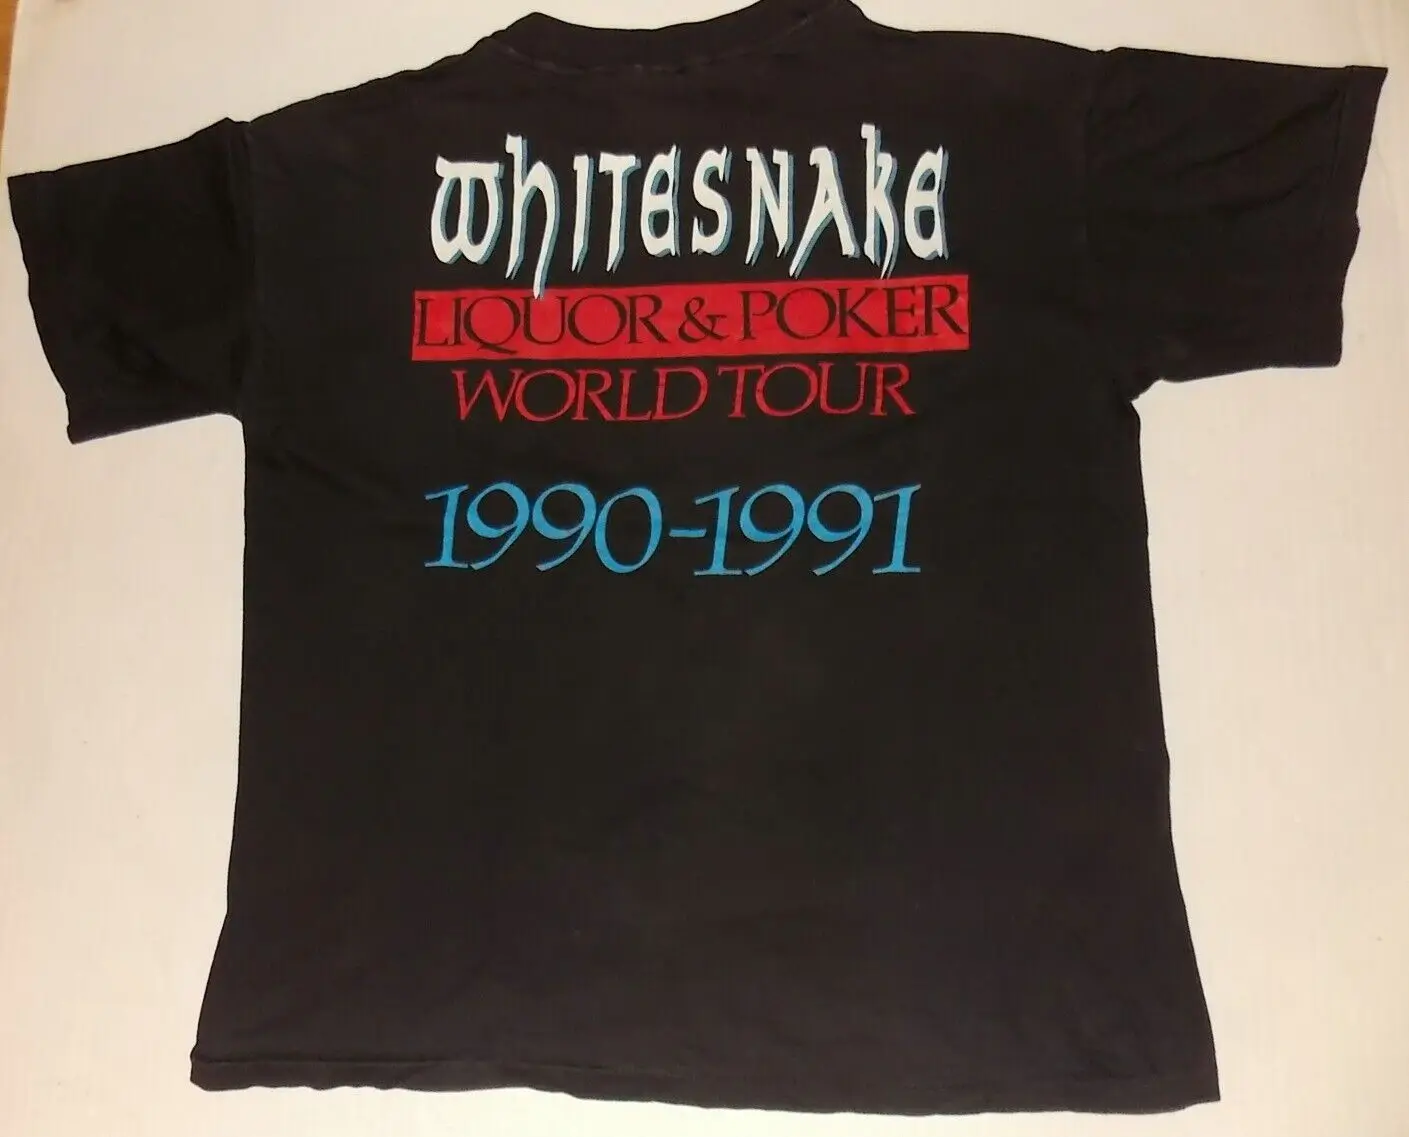 WHITESNAKE
LIQUOR & POKER
WORLD TOUR
1990-1991